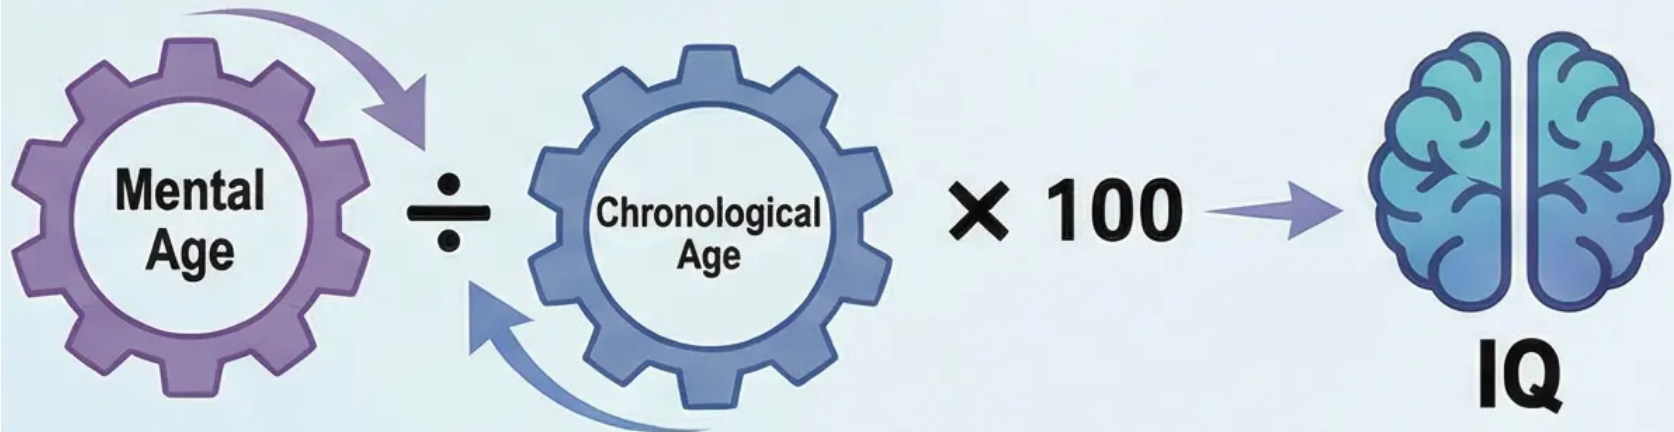 Mental
Age
÷
Chronological
Age
× 100
IQ